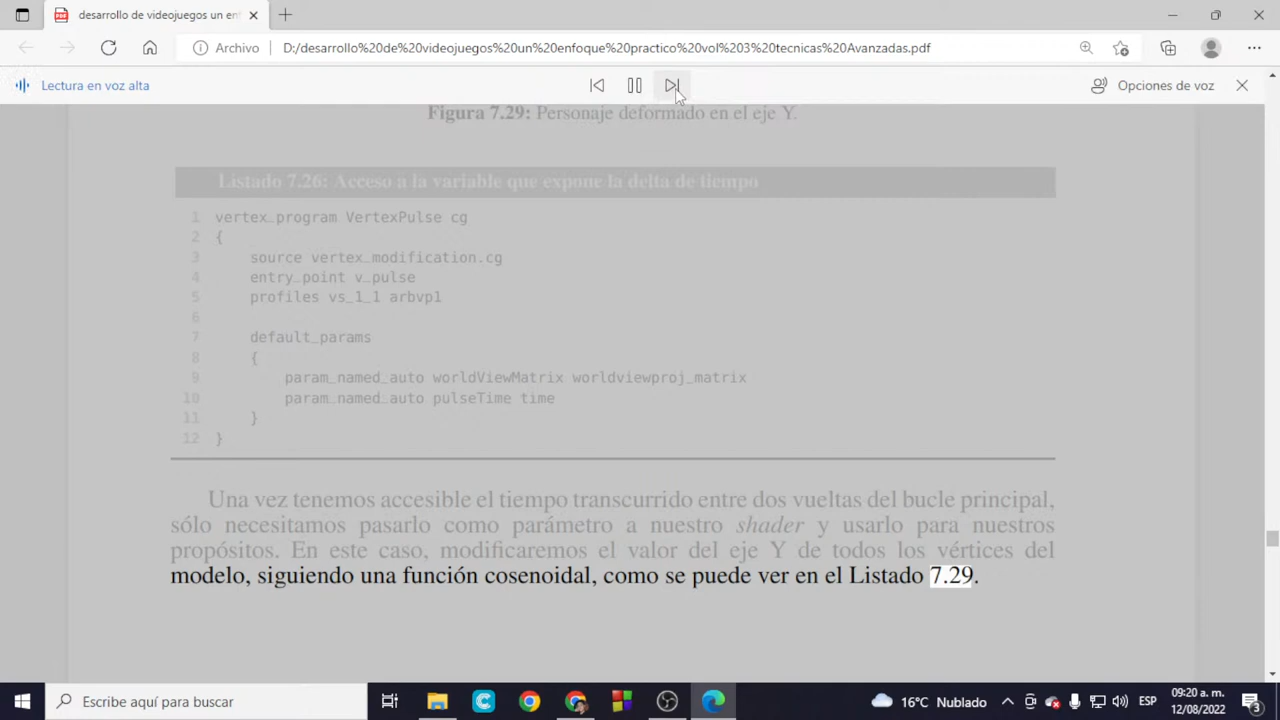 desarrollo de videojuegos un en
Archivo
D:/desarrollo%20de%20videojuegos%20un%20enfoque%20practico%20vol%203%20tecnicas%20Avanzadas.pdf
Lectura en voz alta
Opciones de voz
Figura 7.29: Personaje deformado en el eje Y.
Listado 7.26: Acceso a la variable que expone la delta de tiempo
1 vertex_program VertexPulse cg
2 {
3 source vertex_modification.cg
4 entry_point v_pulse
5 profiles vs_1_1 arbvp1
6
7 default_params
8 {
9 param_named_auto worldViewMatrix worldviewproj_matrix
10 param_named_auto pulseTime time
11 }
12 }
Una vez tenemos accesible el tiempo transcurrido entre dos vueltas del bucle principal,
sólo necesitamos pasarlo como parámetro a nuestro shader y usarlo para nuestros
propósitos. En este caso, modificaremos el valor del eje Y de todos los vértices del
modelo, siguiendo una función cosenoidal, como se puede ver en el Listado 7.29.
Escribe aquí para buscar
16°C Nublado
ESP
09:20 a. m.
12/08/2022
3